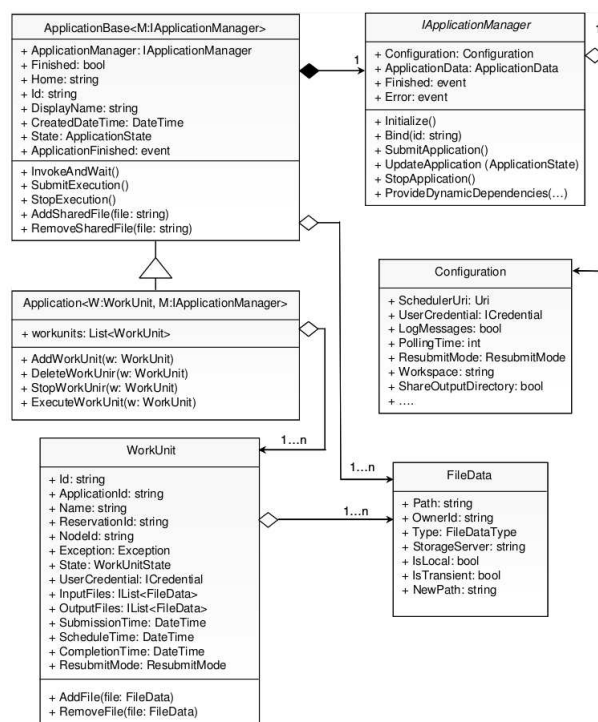 ApplicationBase<M:IApplicationManager>
+ ApplicationManager: IApplicationManager
+ Finished: bool
+ Home: string
+ Id: string
+ DisplayName: string
+ CreatedDateTime: DateTime
+ State: ApplicationState
+ ApplicationFinished: event
+ InvokeAndWait()
+ SubmitExecution()
+ StopExecution()
+ AddSharedFile(file: string)
+ RemoveSharedFile(file: string)
1
IApplicationManager
+ Configuration: Configuration
+ ApplicationData: ApplicationData
+ Finished: event
+ Error: event
+ Initialize()
+ Bind(id: string)
+ SubmitApplication()
+ UpdateApplication (ApplicationState)
+ StopApplication()
+ ProvideDynamicDependencies(…)
1
Application<W:WorkUnit, M:IApplicationManager>
+ workunits: List<WorkUnit>
+ AddWorkUnit(w: WorkUnit)
+ DeleteWorkUnir(w: WorkUnit)
+ StopWorkUnir(w: WorkUnit)
+ ExecuteWorkUnit(w: WorkUnit)
Configuration
+ SchedulerUri: Uri
+ UserCredential: ICredential
+ LogMessages: bool
+ PollingTime: int
+ ResubmitMode: ResubmitMode
+ Workspace: string
+ ShareOutputDirectory: bool
+ ….
1…n
1…n
WorkUnit
+ Id: string
+ ApplicationId: string
+ Name: string
+ ReservationId: string
+ NodeId: string
+ Exception: Exception
+ State: WorkUnitState
+ UserCredential: ICredential
+ InputFiles: IList<FileData>
+ OutputFiles: IList<FileData>
+ SubmissionTime: DateTime
+ ScheduleTime: DateTime
+ CompletionTime: DateTime
+ ResubmitMode: ResubmitMode
+ AddFile(file: FileData)
+ RemoveFile(file: FileData)
1…n
FileData
+ Path: string
+ OwnerId: string
+ Type: FileDataType
+ StorageServer: string
+ IsLocal: bool
+ IsTransient: bool
+ NewPath: string